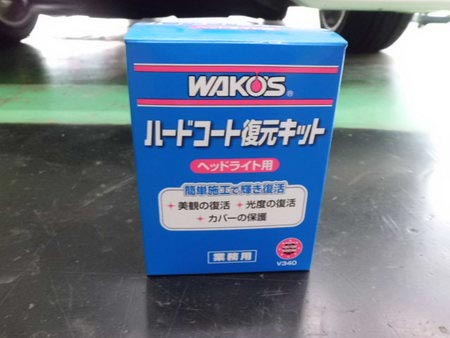 WAKO'S®
ハードコート復元キット
ヘッドライト用
簡単施工で輝き復活
+ 美観の復活 + 光度の復活
+ カバーの保護
業務用
V340